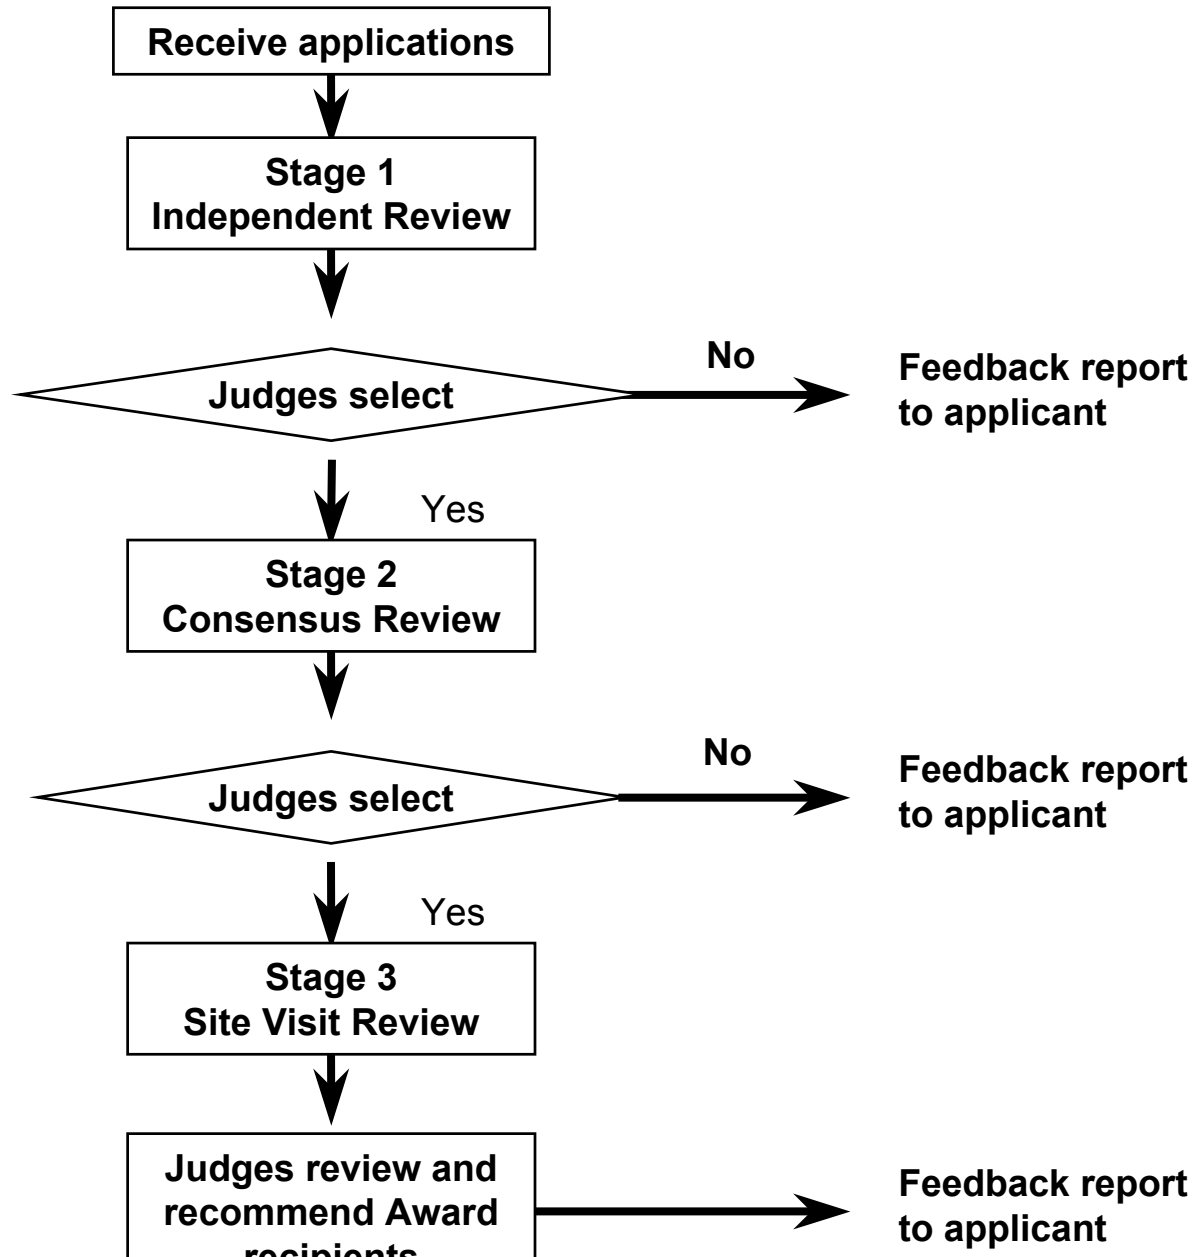 Receive applications
Stage 1
Independent Review
Judges select
No
Feedback report
to applicant
Yes
Stage 2
Consensus Review
Judges select
No
Feedback report
to applicant
Yes
Stage 3
Site Visit Review
Judges review and
recommend Award
recipients
Feedback report
to applicant